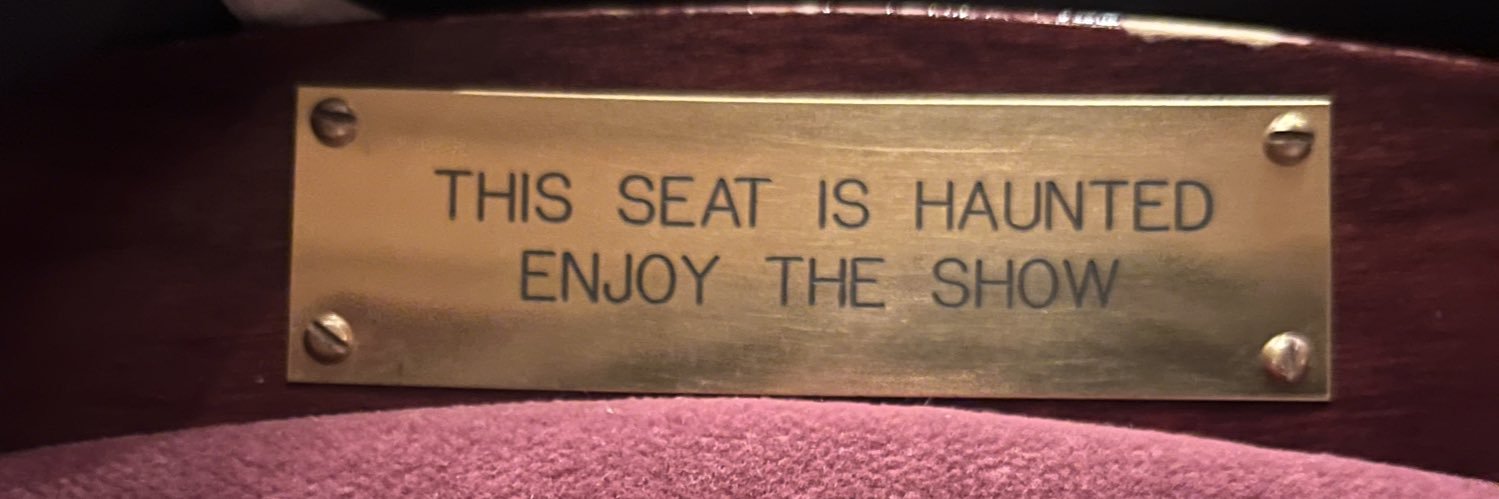 THIS SEAT IS HAUNTED
ENJOY THE SHOW